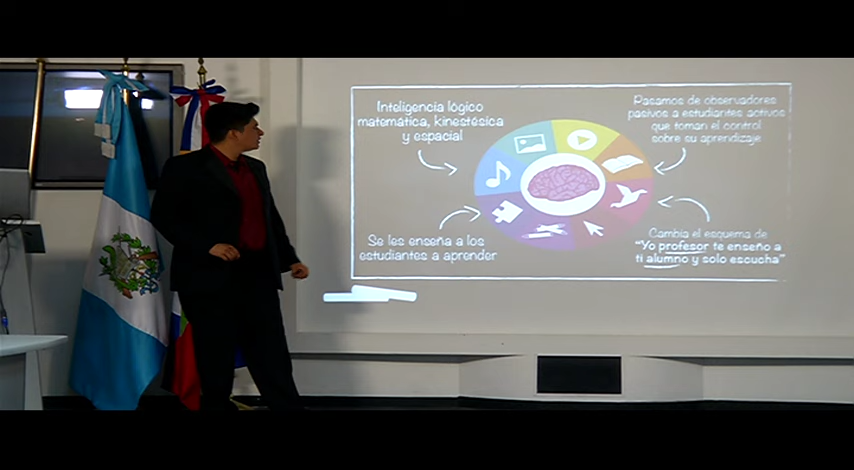 Inteligencia lógico
matemática, kinestésica
y espacial
Pasamos de observadores
pasivos a estudiantes activos
que toman el control
sobre su aprendizaje
Se les enseña a los
estudiantes a aprender
Cambia el esquema de
"Yo profesor te enseño a
ti alumno y solo escucha"